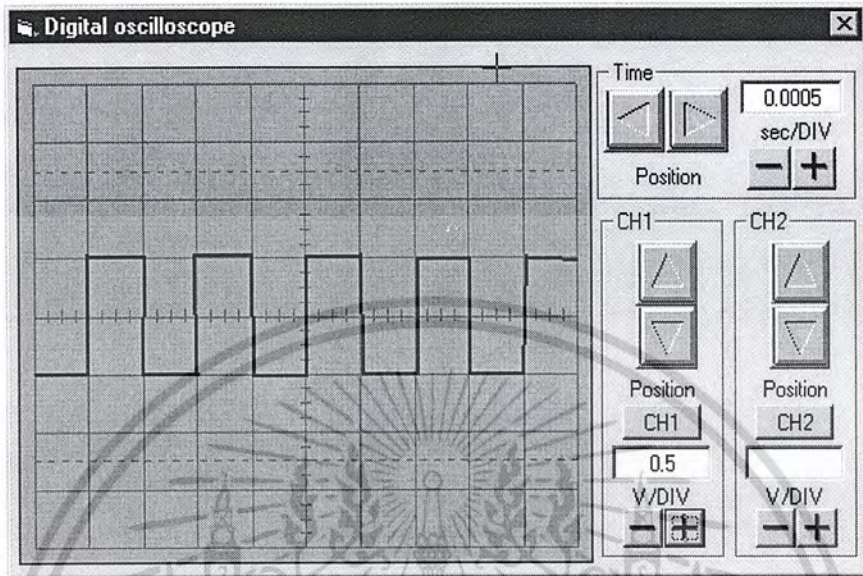 Digital oscilloscope
Time
0.0005
sec/DIV
Position
CH1
CH2
Position
Position
CH1
CH2
0.5
V/DIV
V/DIV